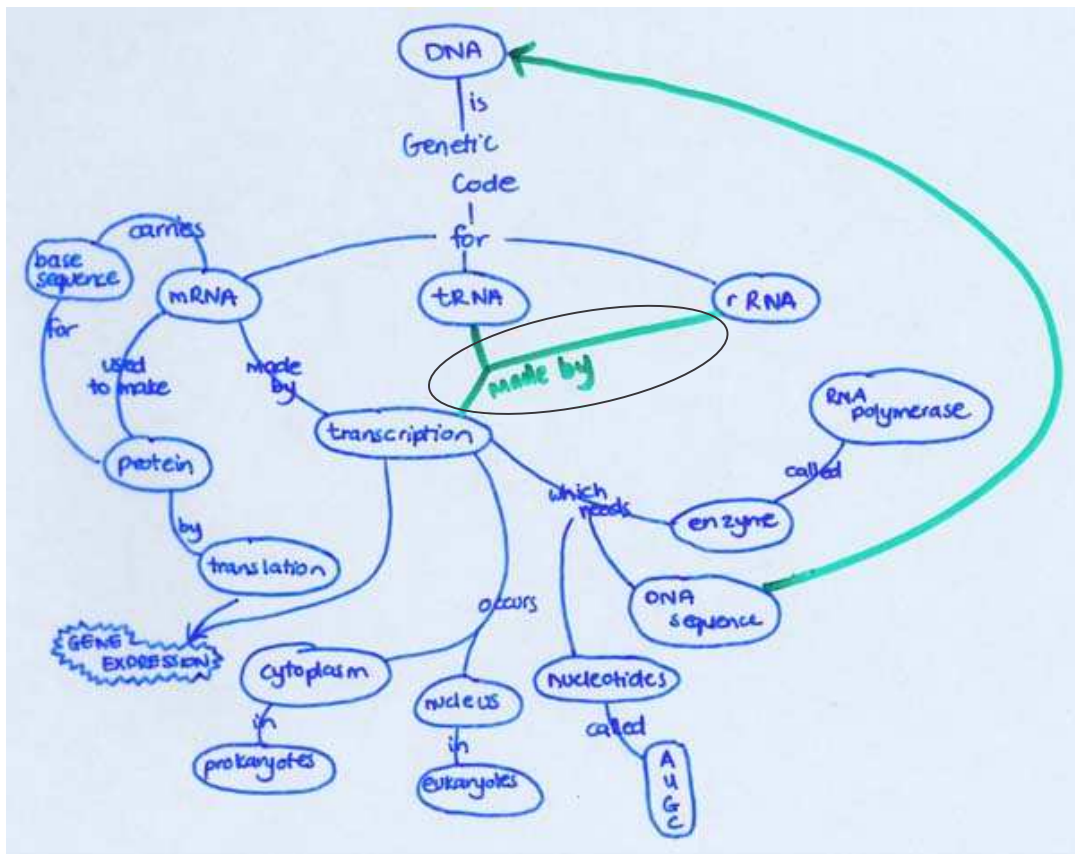 DNA
is
Genetic
Code
for
carries
base
sequence
mRNA
tRNA
rRNA
for
used
to make
Made
by
made by
transcription
RNA
polymerase
protein
called
which
needs
enzyme
by
translation
DNA
sequence
occurs
GENE
EXPRESSION
cytoplasm
nucleus
nucleotides
in
in
called
prokaryotes
eukaryotes
A
U
G
C